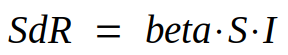 SdR = beta·S·I